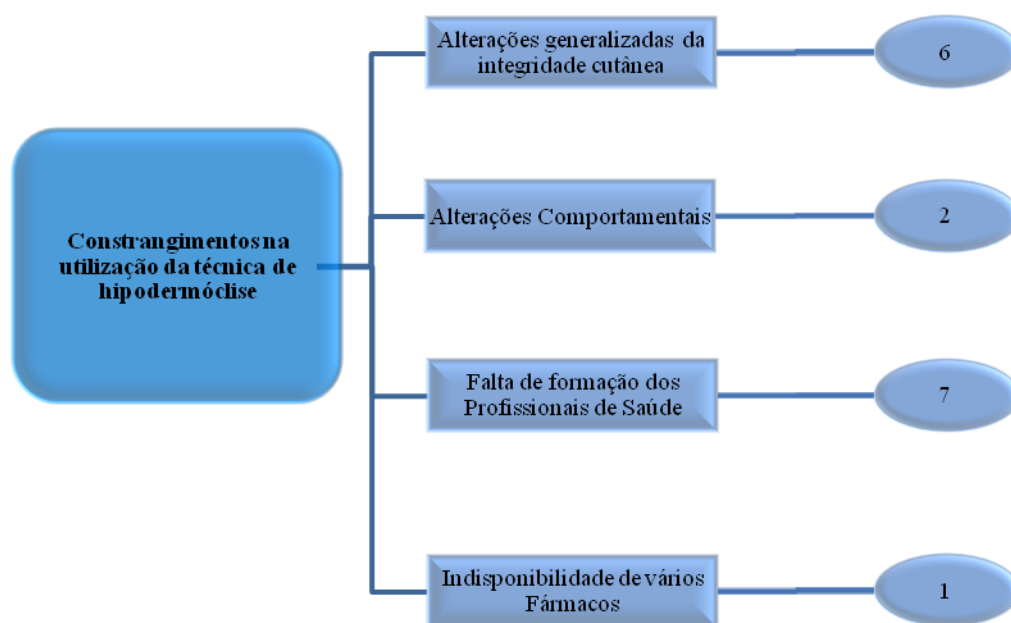 Alterações generalizadas da
integridade cutânea
6
Alterações Comportamentais
2
Constrangimentos na
utilização da técnica de
hipodermóclise
Falta de formação dos
Profissionais de Saúde
7
Indisponibilidade de vários
Fármacos
1